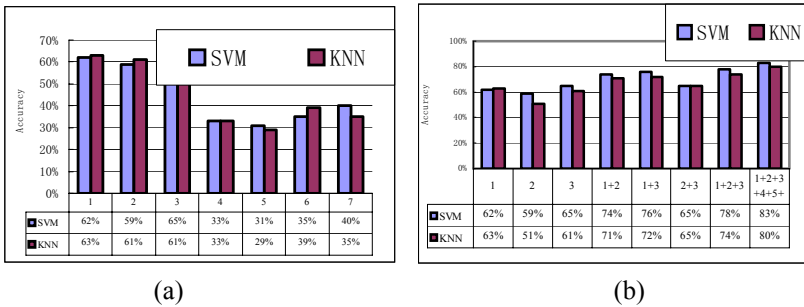 70%
60%
50%
40%
30%
20%
10%
0%
Accuracy
SVM KNN
1 2 3 4 5 6 7
SVM 62% 59% 65% 33% 31% 35% 40%
KNN 63% 61% 61% 33% 29% 39% 35%
(a)
100%
80%
60%
40%
20%
0%
Accuracy
SVM KNN
1 2 3 1+2 1+3 2+3 1+2+3 1+2+3
+4+5+
SVM 62% 59% 65% 74% 76% 65% 78% 83%
KNN 63% 51% 61% 71% 72% 65% 74% 80%
(b)